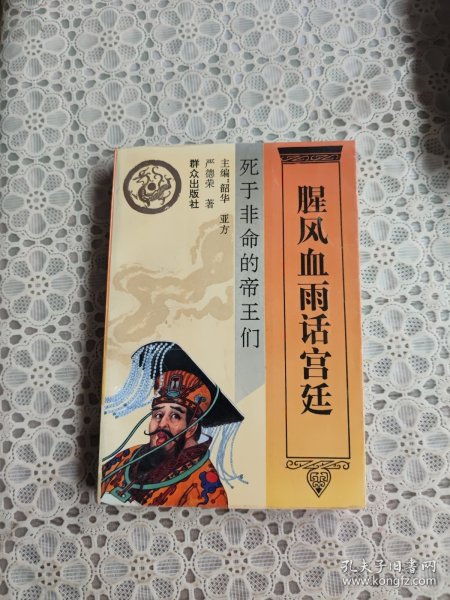 腥风血雨话宫廷
死于非命的帝王们
主编：韶华 亚方
严德荣 著
群众出版社
孔夫子旧书网
www.kongfz.com